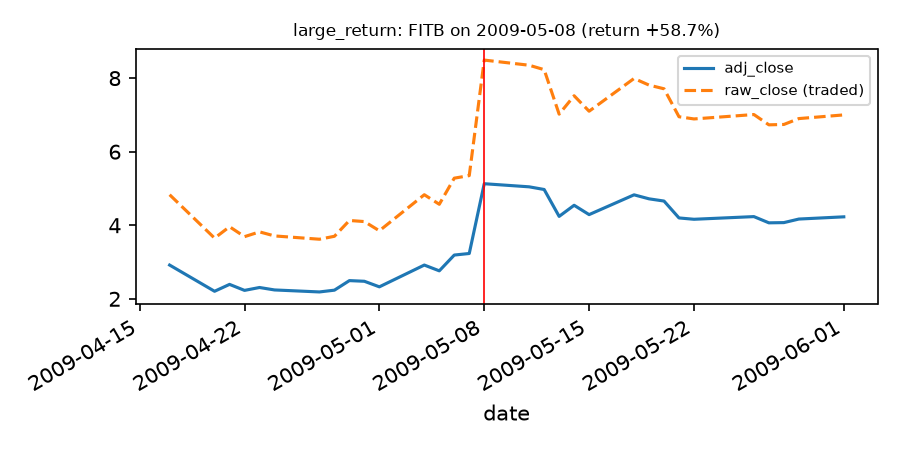 large_return: FITB on 2009-05-08 (return +58.7%)
adj_close
raw_close (traded)
8
6
4
2
2009-04-15
2009-04-22
2009-05-01
2009-05-08
2009-05-15
2009-05-22
2009-06-01
date